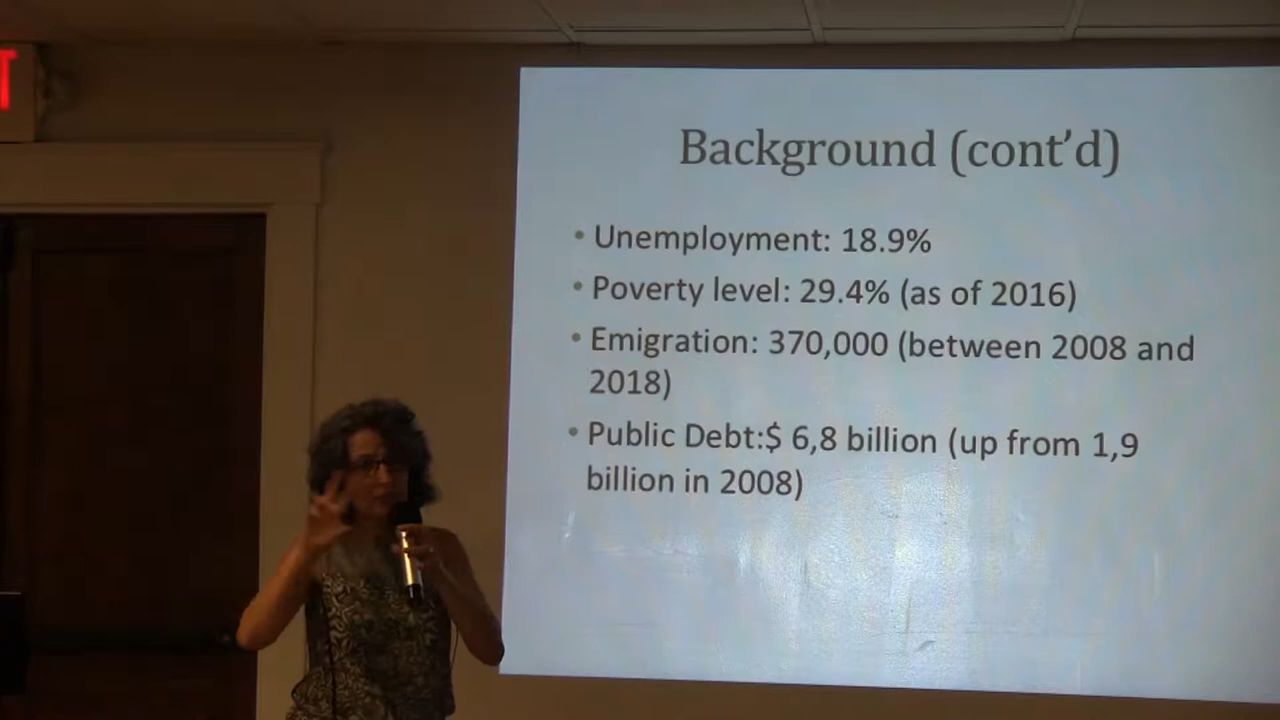 T
Background (cont’d)
• Unemployment: 18.9%
• Poverty level: 29.4% (as of 2016)
• Emigration: 370,000 (between 2008 and
2018)
• Public Debt:$ 6,8 billion (up from 1,9
billion in 2008)